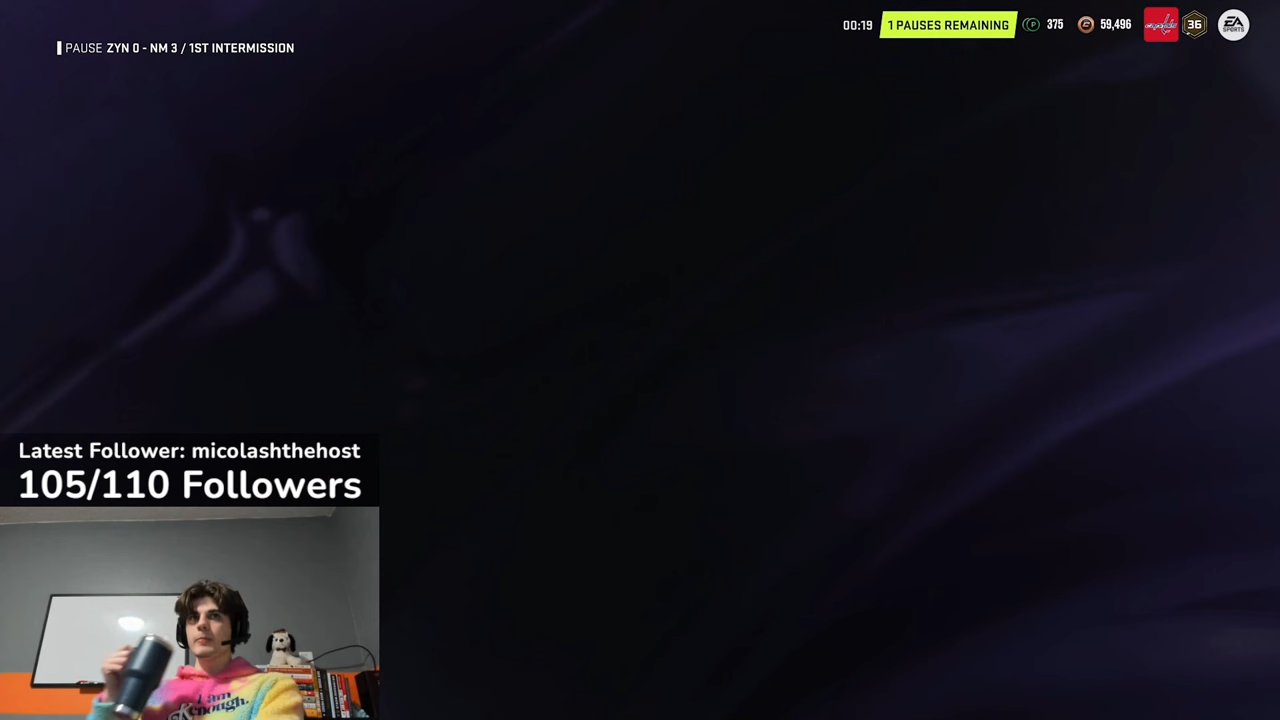 PAUSE ZYN 0 - NM 3 / 1ST INTERMISSION
00:19
1 PAUSES REMAINING
375
59,496
36
EA
SPORTS
Latest Follower: micolashthehost
105/110 Followers
I am
Kenough.